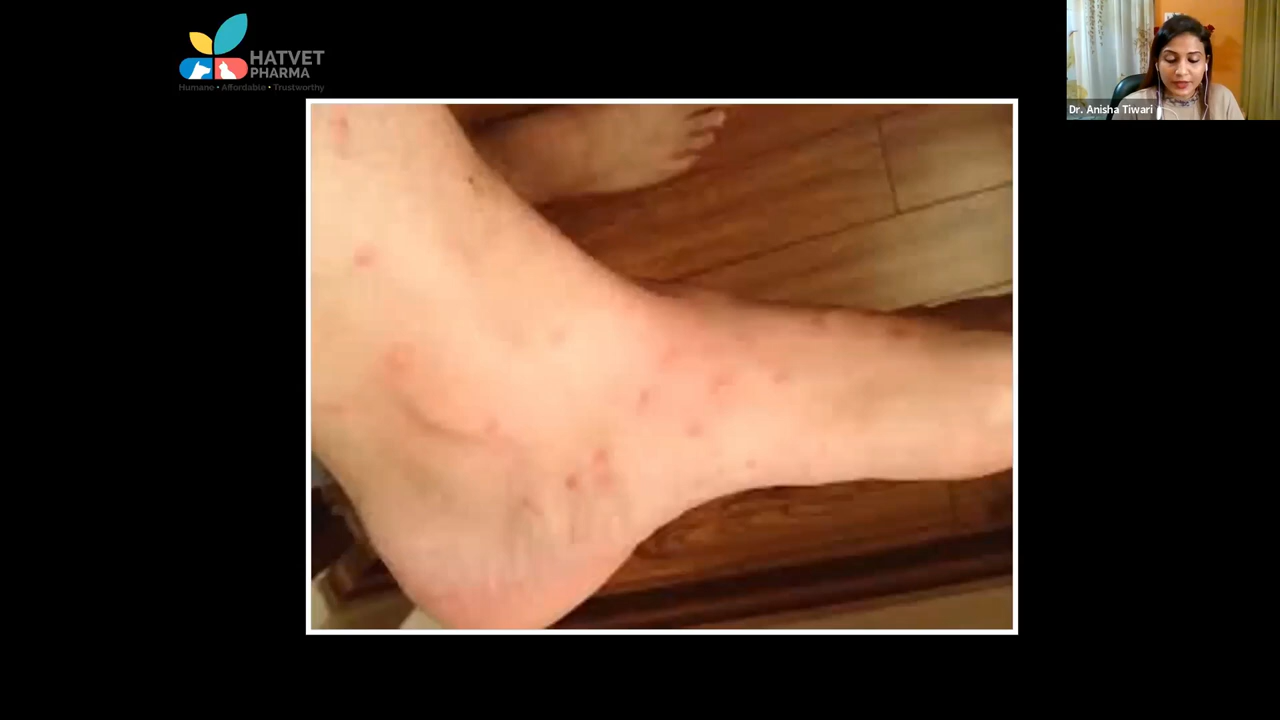 HATVET
PHARMA
Humane • Affordable • Trustworthy
Dr. Anisha Tiwari